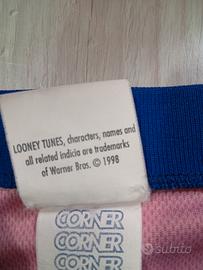 LOONEY TUNES, characters, names and
all related indicia are trademarks
of Warner Bros. © 1998
CORNER
CORNER
CORNER
subito